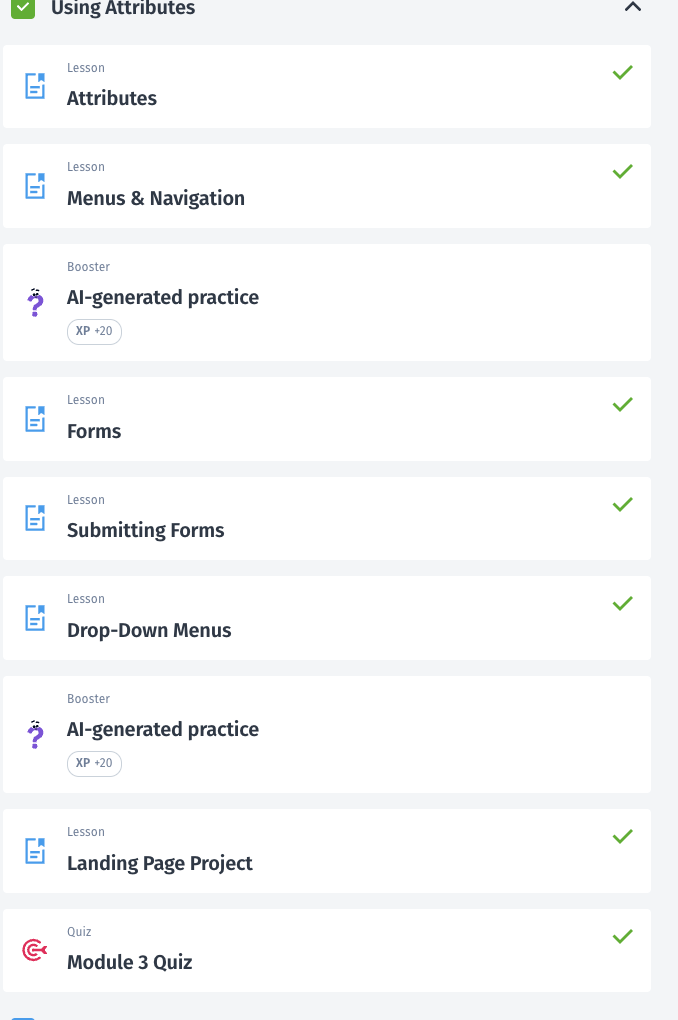 Using Attributes
Lesson
Attributes
Lesson
Menus & Navigation
Booster
AI-generated practice
XP +20
Lesson
Forms
Lesson
Submitting Forms
Lesson
Drop-Down Menus
Booster
AI-generated practice
XP +20
Lesson
Landing Page Project
Quiz
Module 3 Quiz